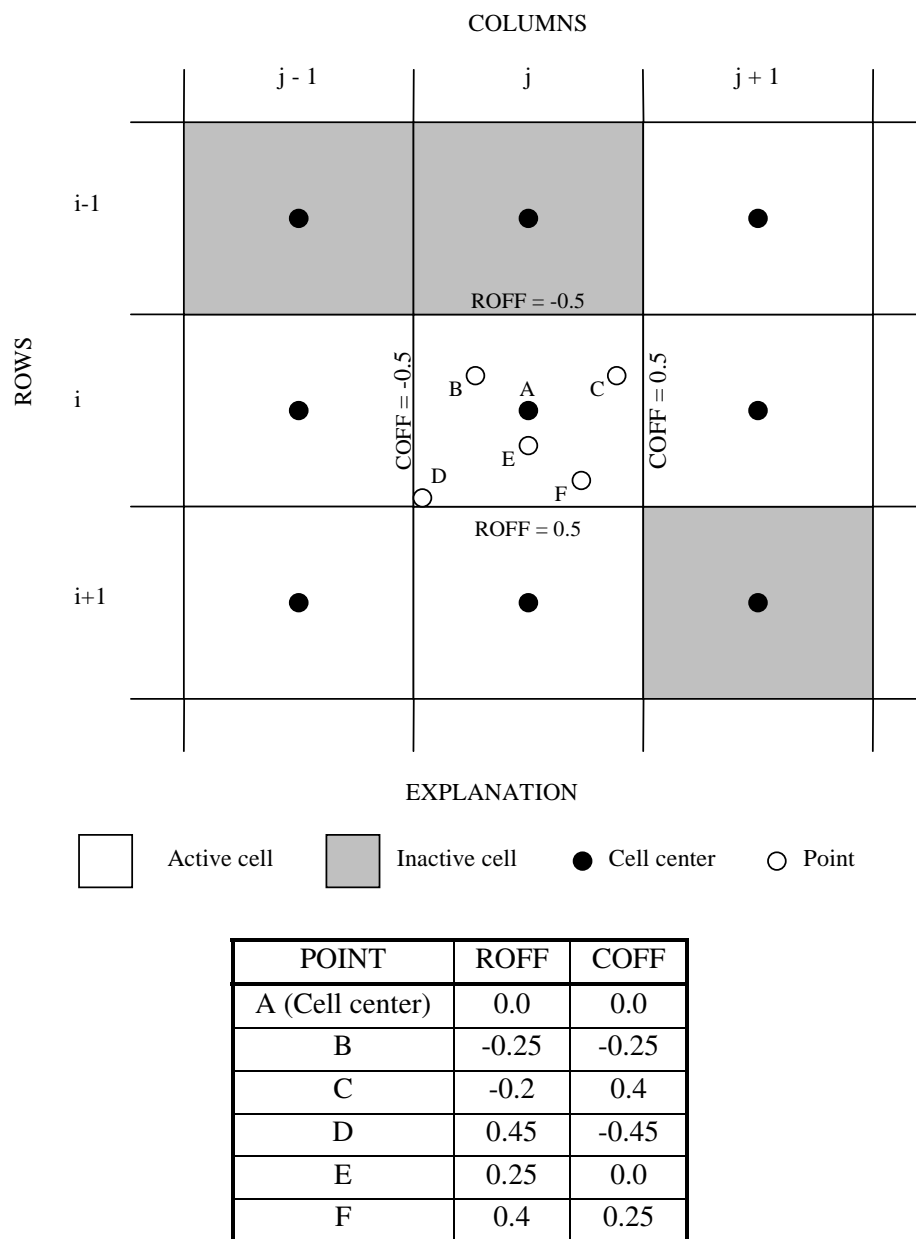 COLUMNS
j - 1 j j + 1
i-1
ROFF = -0.5
ROWS
i
COFF = -0.5
B A C
COFF = 0.5
E
D
F
ROFF = 0.5
i+1
EXPLANATION
Active cell Inactive cell Cell center Point
POINT ROFF COFF
A (Cell center) 0.0 0.0
B -0.25 -0.25
C -0.2 0.4
D 0.45 -0.45
E 0.25 0.0
F 0.4 0.25